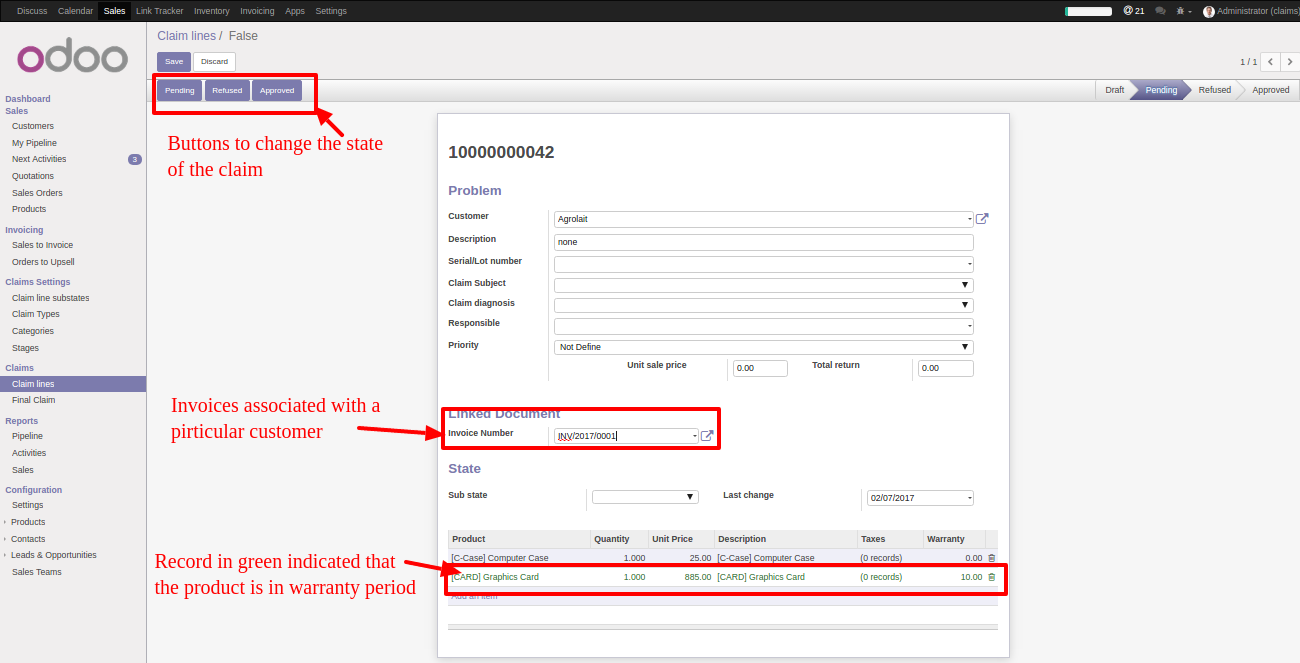 Discuss Calendar Sales Link Tracker Inventory Invoicing Apps Settings @ 21 Administrator (claims)
odoo
Claim lines / False
Save Discard
1 / 1
Pending Refused Approved
Draft Pending Refused Approved
Dashboard
Sales
Customers
My Pipeline
Next Activities 3
Quotations
Sales Orders
Products
Invoicing
Sales to Invoice
Orders to Upsell
Claims Settings
Claim line substates
Claim Types
Categories
Stages
Claims
Claim lines
Final Claim
Reports
Pipeline
Activities
Sales
Configuration
Settings
Products
Contacts
Leads & Opportunities
Sales Teams
Buttons to change the state
of the claim
10000000042
Problem
Customer Agrolait
Description none
Serial/Lot number
Claim Subject
Claim diagnosis
Responsible
Priority Not Define
Unit sale price 0.00 Total return 0.00
Invoices associated with a
pirticular customer
Linked Document
Invoice Number INV/2017/0001
State
Sub state Last change 02/07/2017
Product Quantity Unit Price Description Taxes Warranty
[C-Case] Computer Case 1.000 25.00 [C-Case] Computer Case (0 records) 0.00
[CARD] Graphics Card 1.000 885.00 [CARD] Graphics Card (0 records) 10.00
Add an item
Record in green indicated that
the product is in warranty period